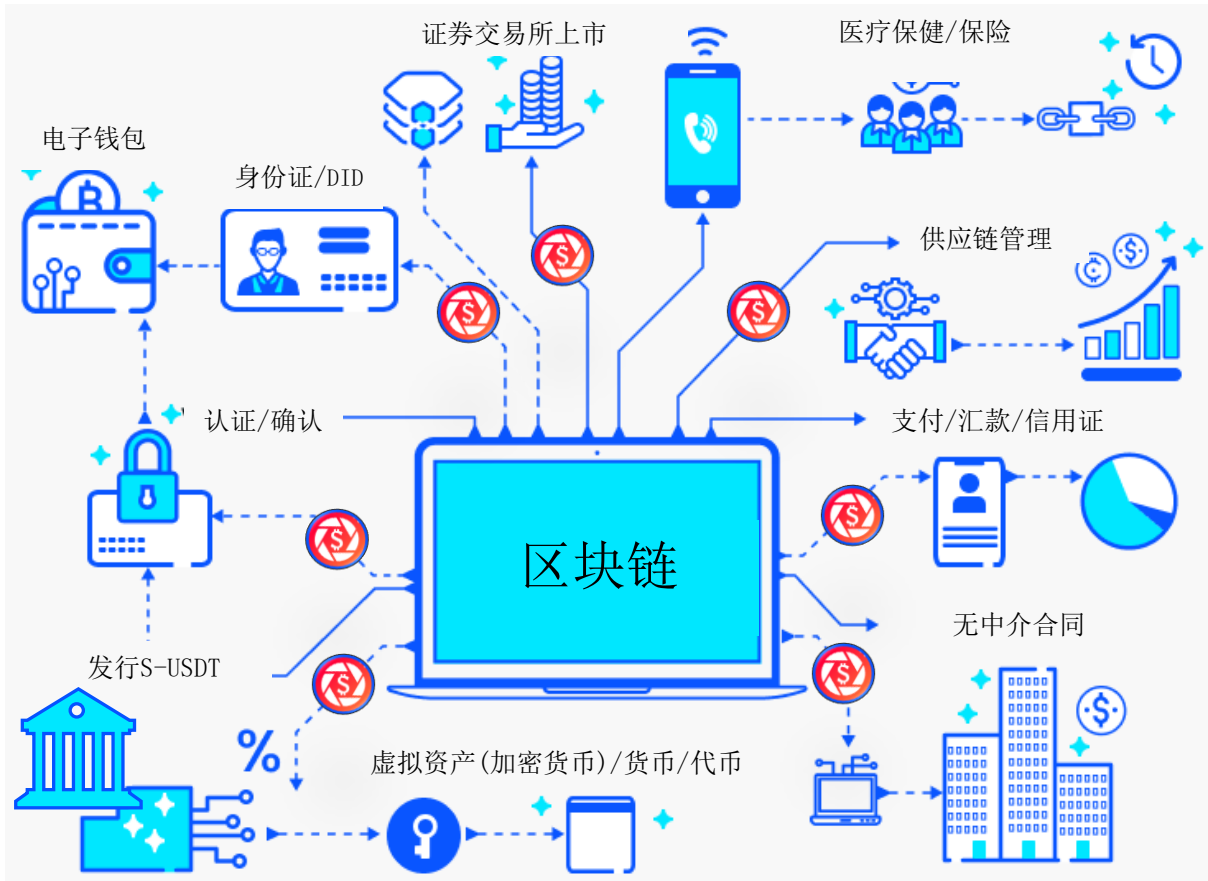 证券交易所上市
医疗保健/保险
电子钱包
身份证/DID
供应链管理
认证/确认
支付/汇款/信用证
区块链
无中介合同
发行S-USDT
%
虚拟资产(加密货币)/货币/代币